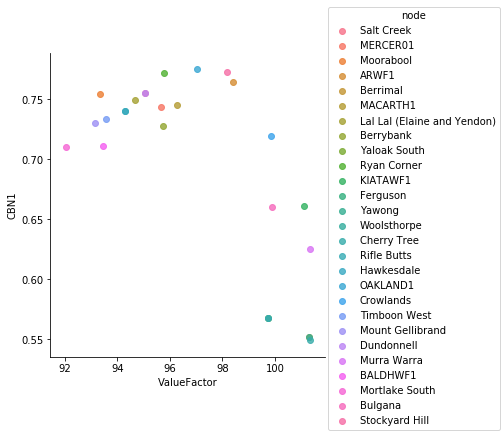 node
Salt Creek
MERCER01
Moorabool
ARWF1
Berrimal
MACARTH1
Lal Lal (Elaine and Yendon)
Berrybank
Yaloak South
Ryan Corner
KIATAWF1
Ferguson
Yawong
Woolsthorpe
Cherry Tree
Rifle Butts
Hawkesdale
OAKLAND1
Crowlands
Timboon West
Mount Gellibrand
Dundonnell
Murra Warra
BALDHWF1
Mortlake South
Bulgana
Stockyard Hill
CBN1
0.75
0.70
0.65
0.60
0.55
92 94 96 98 100
ValueFactor